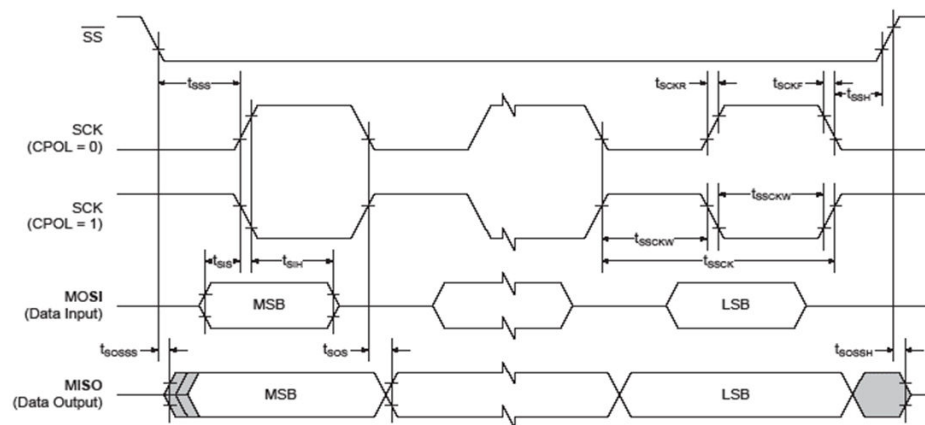 SS
tSSS
tSCKR
tSCKF
tSSH
SCK
(CPOL = 0)
SCK
(CPOL = 1)
tSSCKW
tSSCKW
tSSCK
tSIS
tSIH
MOSI
(Data Input)
MSB
LSB
tSOSSS
tSOS
tSOSSH
MISO
(Data Output)
MSB
LSB